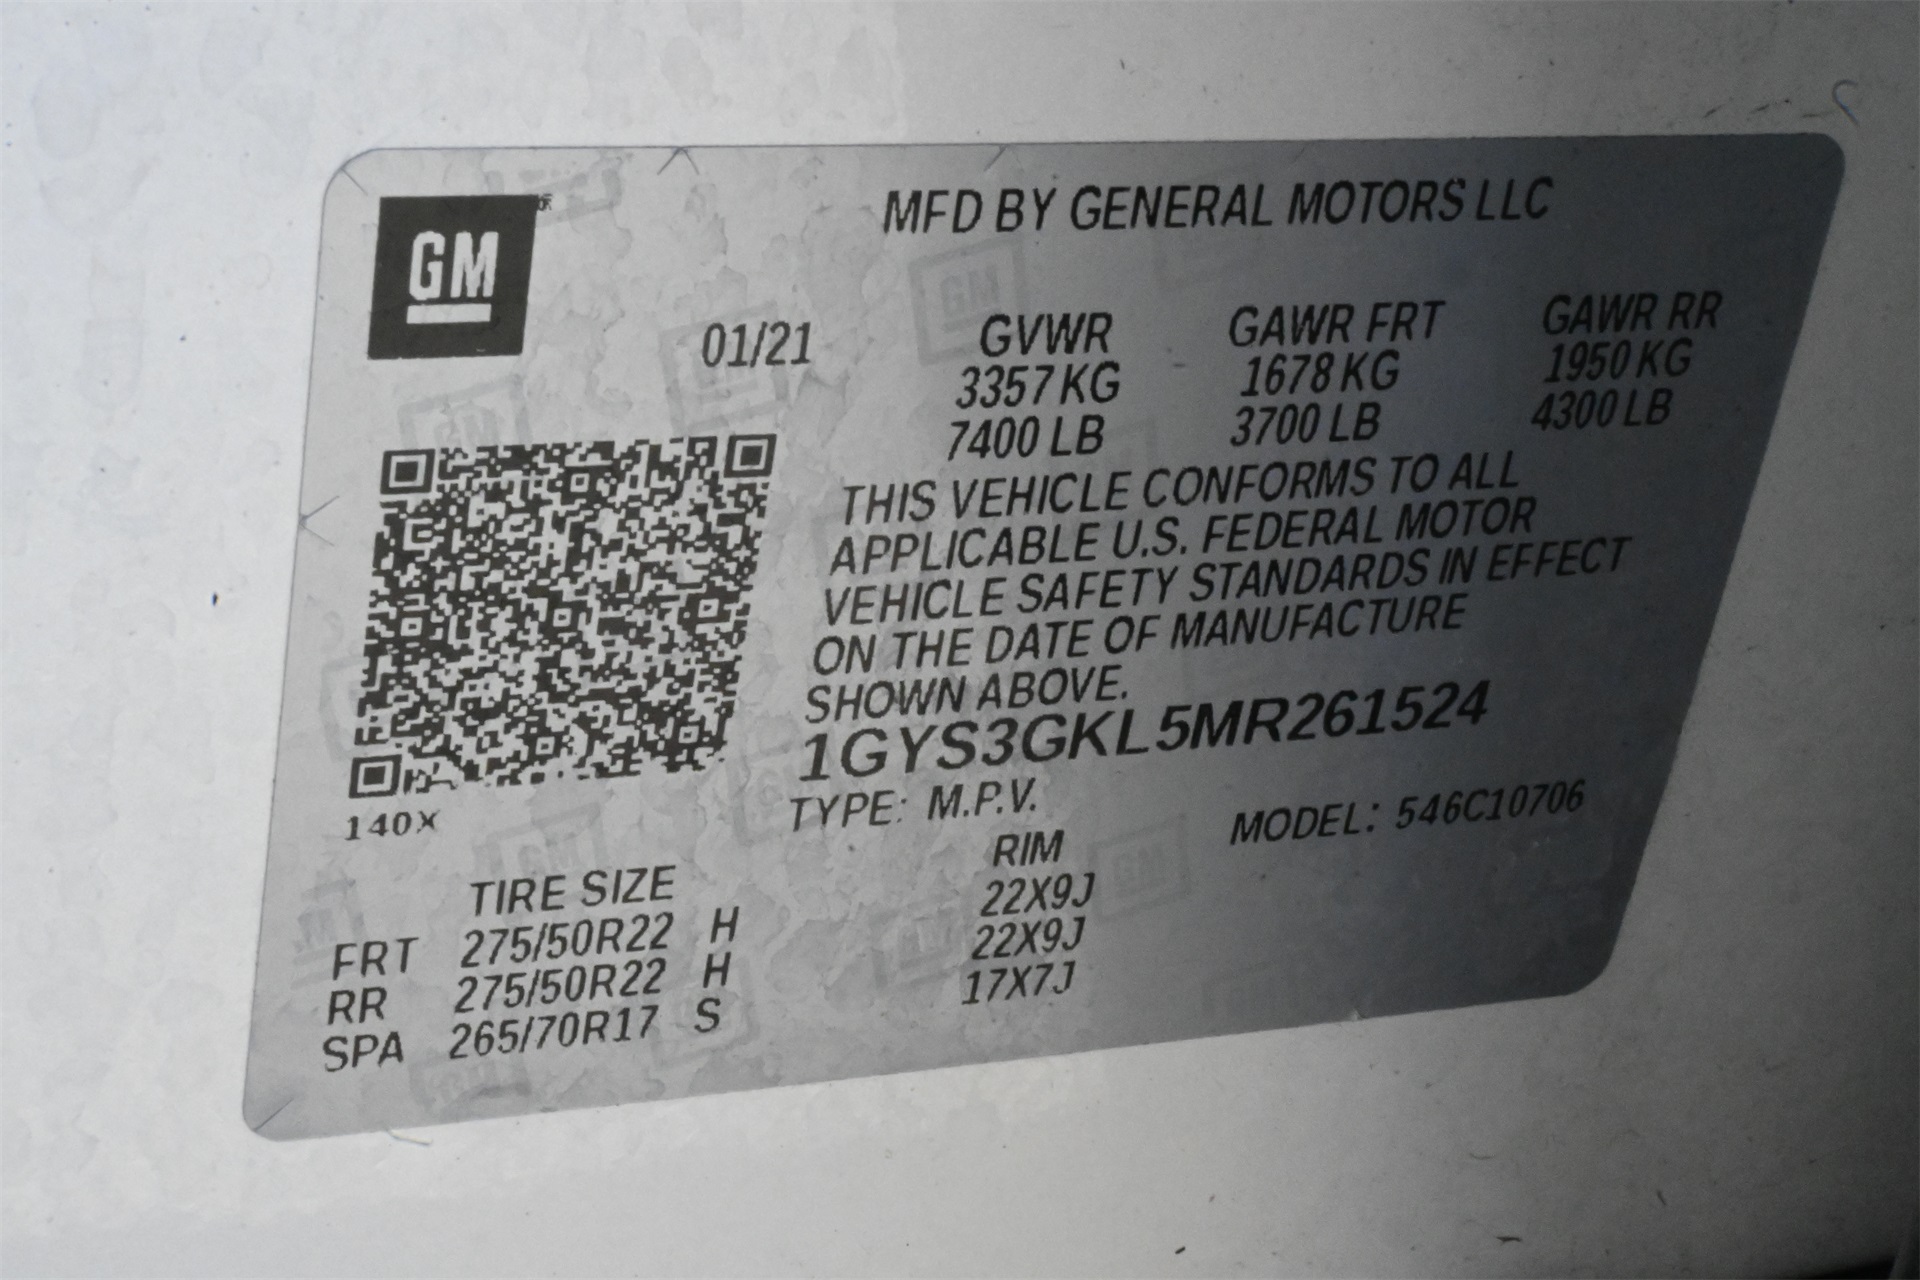 GM
MFD BY GENERAL MOTORS LLC
01/21 GVWR GAWR FRT GAWR RR
3357 KG 1678 KG 1950 KG
7400 LB 3700 LB 4300 LB
THIS VEHICLE CONFORMS TO ALL
APPLICABLE U.S. FEDERAL MOTOR
VEHICLE SAFETY STANDARDS IN EFFECT
ON THE DATE OF MANUFACTURE
SHOWN ABOVE.
1GYS3GKL5MR261524
140X
TYPE: M.P.V. MODEL: 546C10706
TIRE SIZE RIM
FRT 275/50R22 H 22X9J
RR 275/50R22 H 22X9J
SPA 265/70R17 S 17X7J